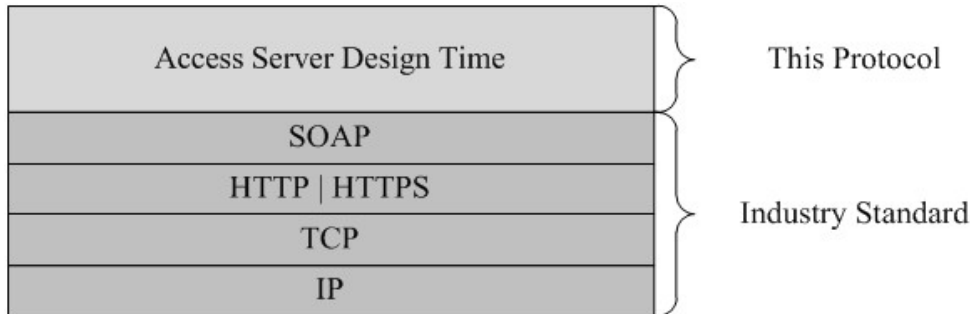 Access Server Design Time
This Protocol
SOAP
HTTP | HTTPS
TCP
IP
Industry Standard